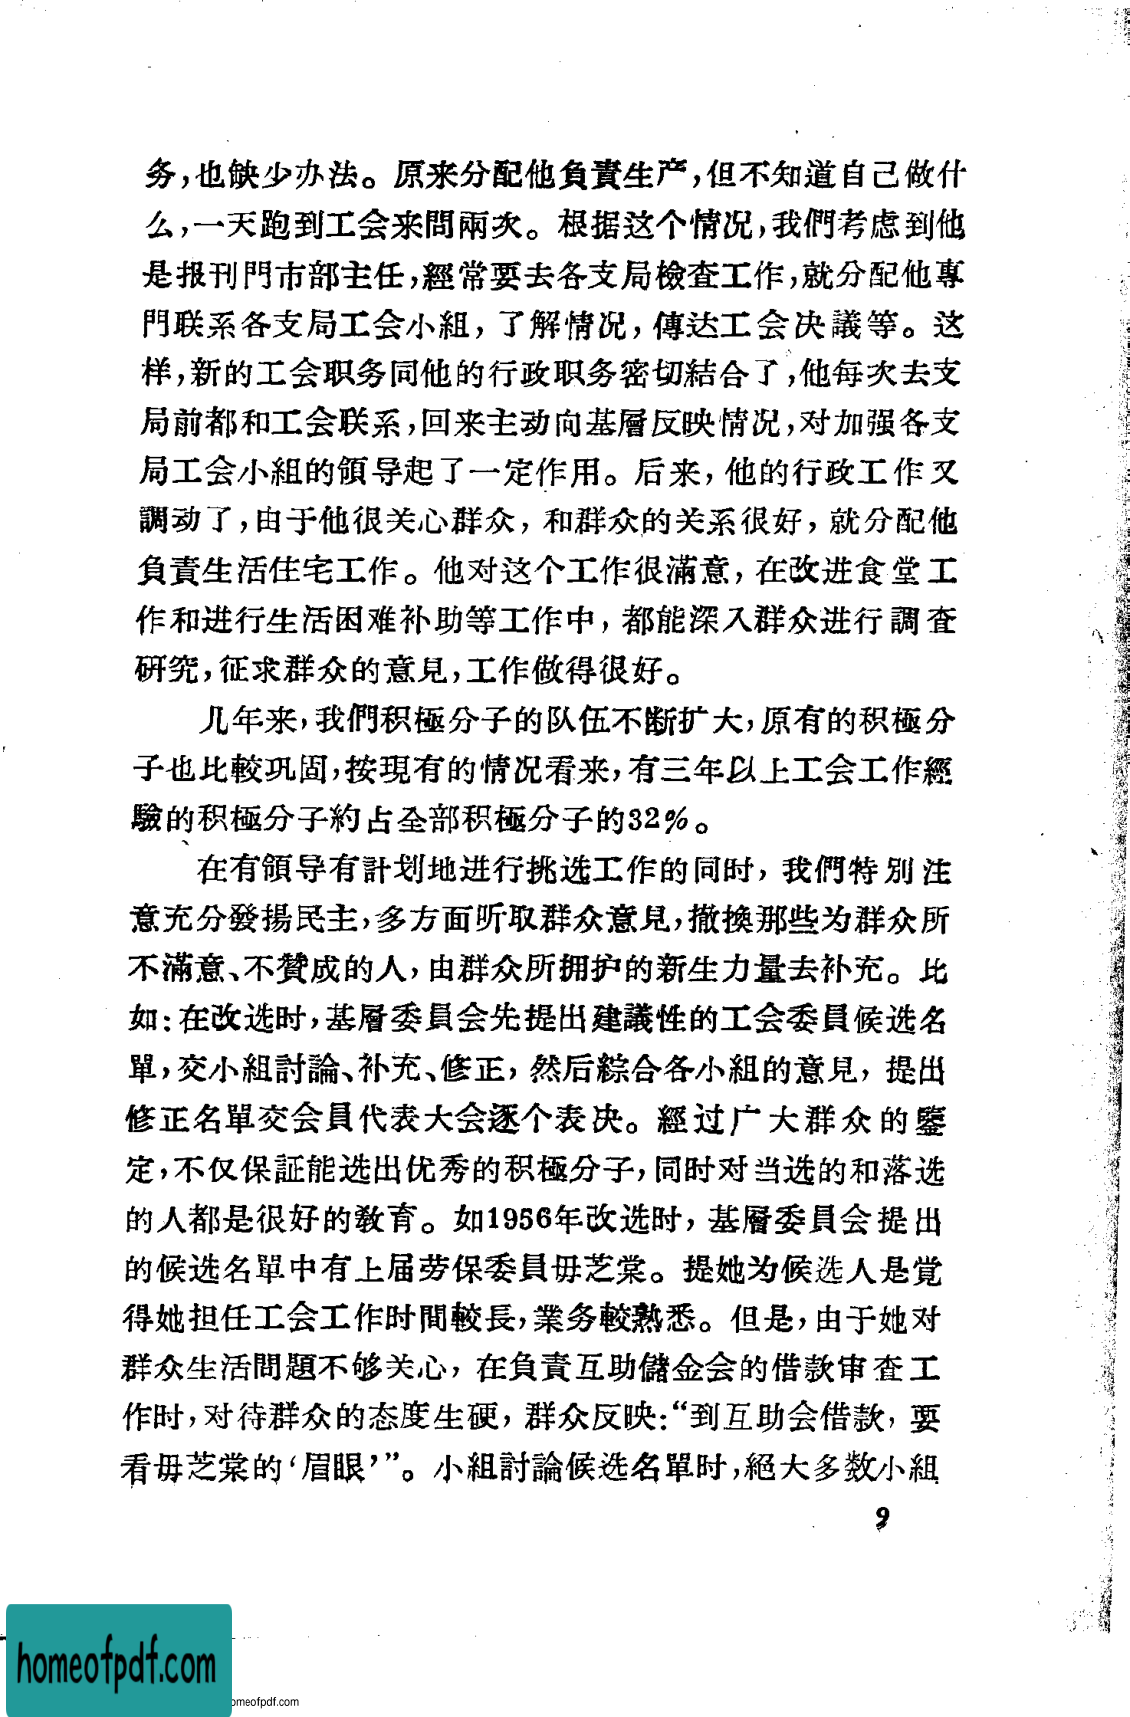 务,也缺少办法。原来分配他負責生产,但不知道自己做什
么,一天跑到工会来問兩次。根据这个情况,我們考虑到他
是报刊門市部主任,經常要去各支局檢查工作,就分配他專
門联系各支局工会小組,了解情况,傳达工会决議等。这
样,新的工会职务同他的行政职务密切結合了,他每次去支
局前都和工会联系,回来主动向基層反映情况,对加强各支
局工会小組的領导起了一定作用。后来,他的行政工作又
調动了,由于他很关心群众,和群众的关系很好,就分配他
負責生活住宅工作。他对这个工作很滿意,在改进食堂工
作和进行生活困难补助等工作中,都能深入群众进行調查
研究,征求群众的意見,工作做得很好。
几年来,我們积極分子的队伍不断扩大,原有的积極分
子也比較巩固,按現有的情况看来,有三年以上工会工作經
驗的积極分子約占全部积極分子的32%。
在有領导有計划地进行挑选工作的同时,我們特別注
意充分發揚民主,多方面听取群众意見,撤換那些为群众所
不滿意、不贊成的人,由群众所拥护的新生力量去补充。比
如:在改选时,基層委員会先提出建議性的工会委員候选名
單,交小組討論、补充、修正,然后綜合各小組的意見,提出
修正名單交会員代表大会逐个表决。經过广大群众的鑒
定,不仅保証能选出优秀的积極分子,同时对当选的和落选
的人都是很好的教育。如1956年改选时,基層委員会提出
的候选名單中有上届劳保委員毋芝棠。提她为候选人是覚
得她担任工会工作时間較長,業务較熟悉。但是,由于她对
群众生活問題不够关心,在負責互助儲金会的借款审查工
作时,对待群众的态度生硬,群众反映:“到互助会借款,要
看毋芝棠的‘眉眼’”。小組討論候选名單时,絕大多数小組
9
homeofpdf.com
omeofpdf.com